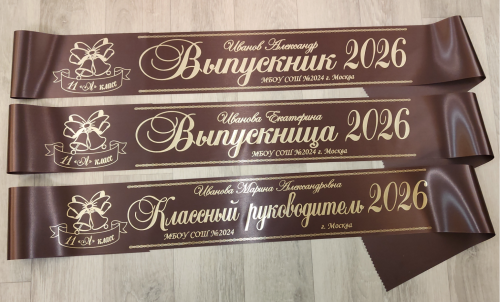 Иванов Александр
Выпускник 2026
МБОУ СОШ №2024 г. Москва
11 "А" класс
Иванова Екатерина
Выпускница 2026
МБОУ СОШ №2024 г. Москва
11 "А" класс
Иванова Марина Александровна
Классный руководитель 2026
МБОУ СОШ №2024 г. Москва
11 "А" класс